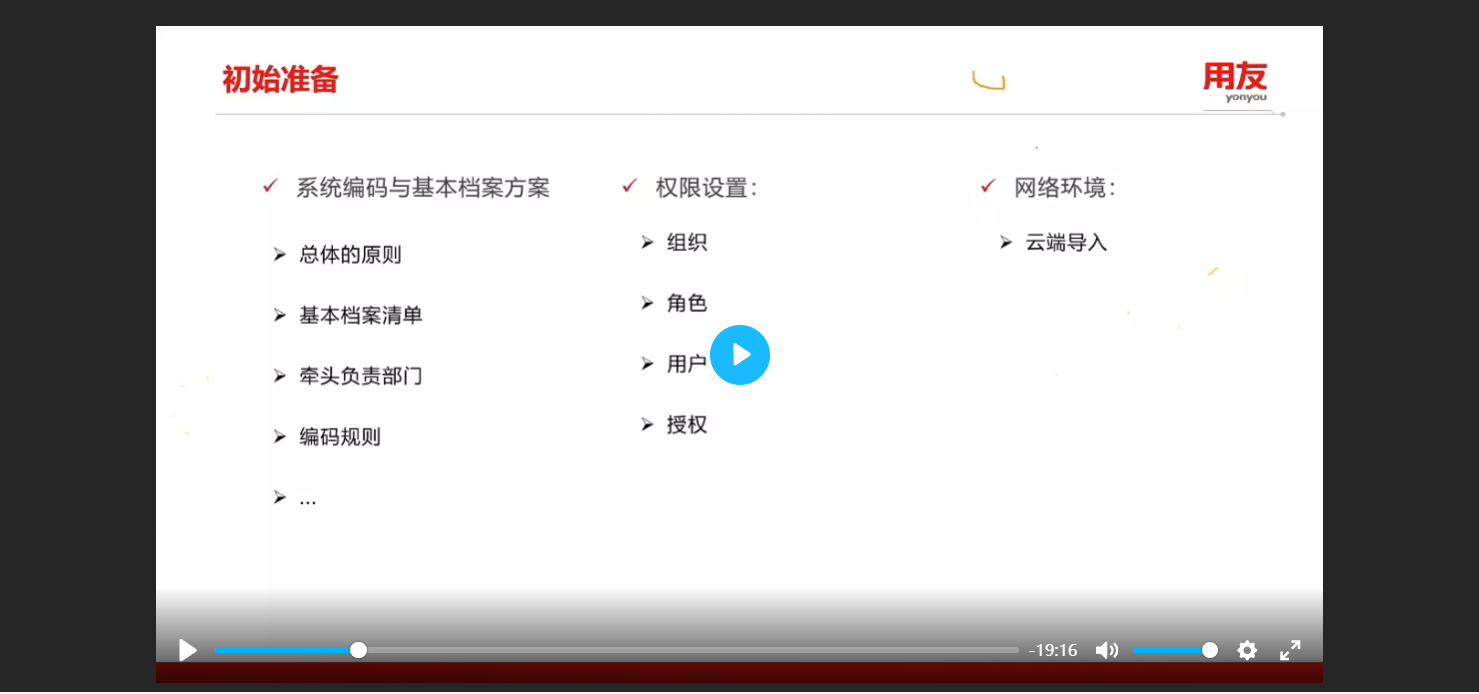 初始准备
用友
yonyou
系统编码与基本档案方案
总体的原则
基本档案清单
牵头负责部门
编码规则
...
权限设置：
组织
角色
用户
授权
网络环境：
云端导入
-19:16